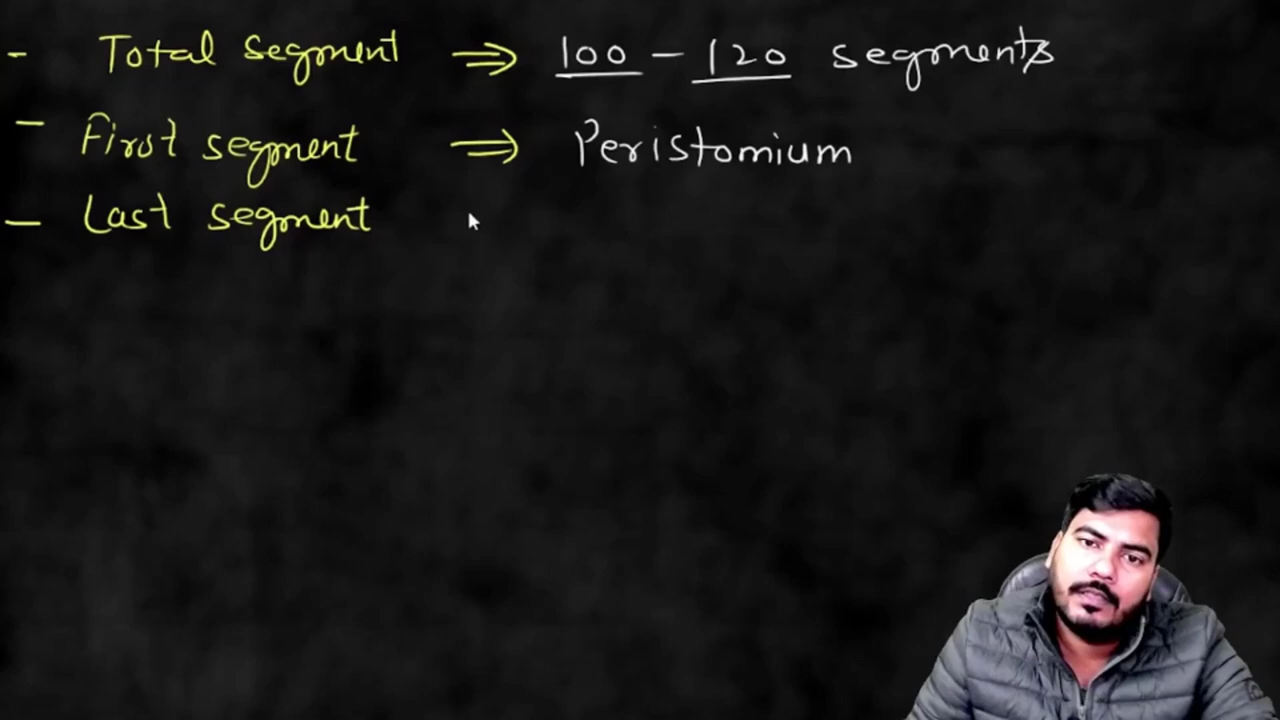 - Total segment ⇒ 100 - 120 segments
- First segment ⇒ Peristomium
- Last segment